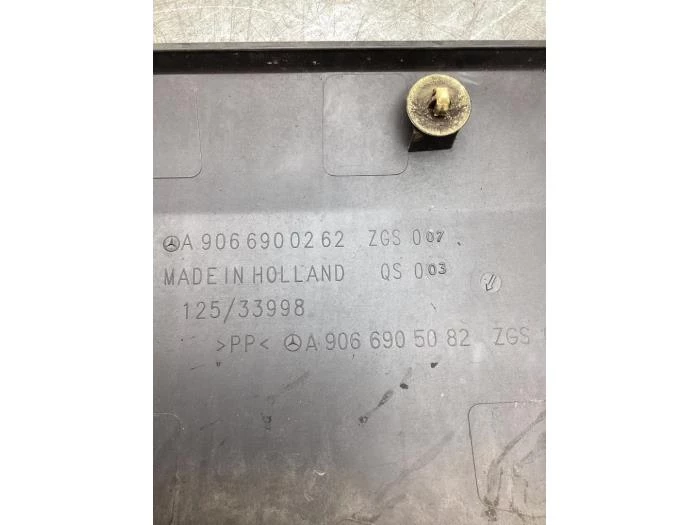 A 906 690 02 62 ZGS 007
MADE IN HOLLAND QS 003
125/33998
>PP< A 906 690 50 82 ZGS